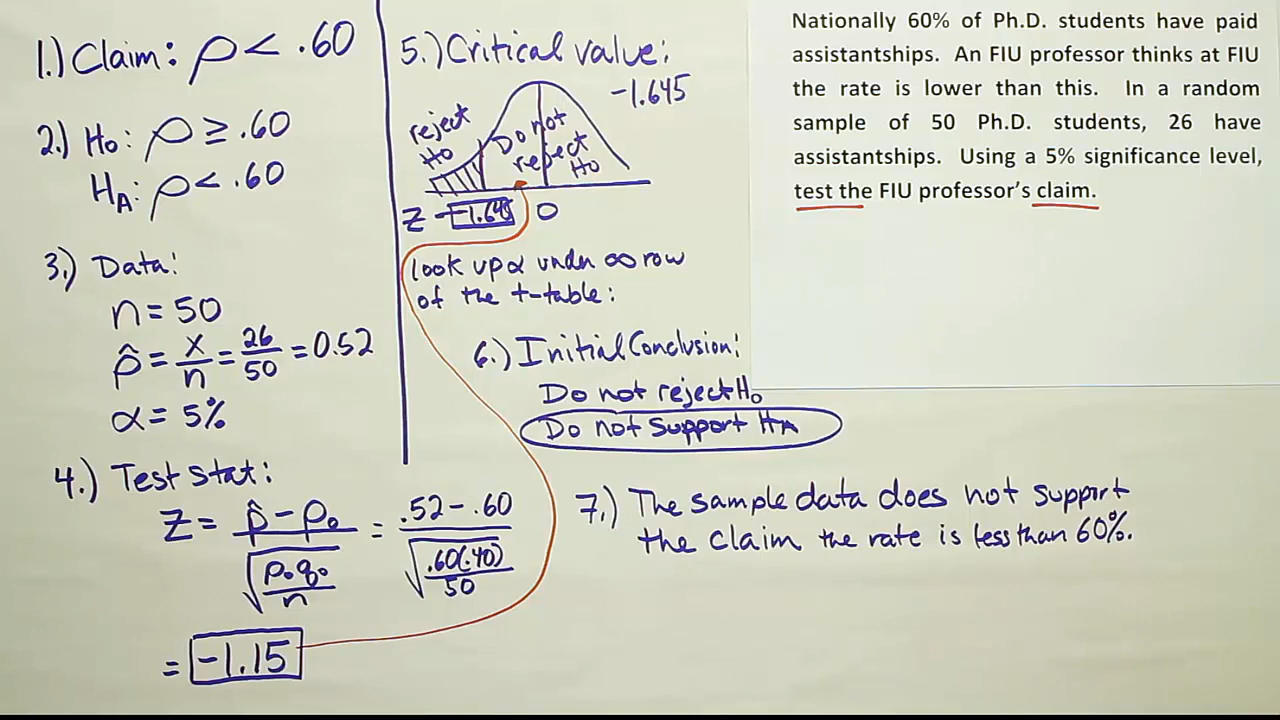 1.) Claim: p < .60
2.) Ho: p ≥ .60
HA: p < .60
3.) Data:
n = 50
p̂ = x/n = 26/50 = 0.52
α = 5%
4.) Test Stat:
Z = (p̂ - p₀)/√(p₀q₀/n) = (.52 - .60)/√(.60(.40)/50)
= -1.15
5.) Critical value:
-1.645
reject Ho
Do not reject Ho
Z -1.645 0
look up α under ∞ row
of the t-table:
6.) Initial Conclusion:
Do not reject Ho
Do not support HA
7.) The sample data does not support
the claim the rate is less than 60%.
Nationally 60% of Ph.D. students have paid
assistantships. An FIU professor thinks at FIU
the rate is lower than this. In a random
sample of 50 Ph.D. students, 26 have
assistantships. Using a 5% significance level,
test the FIU professor's claim.